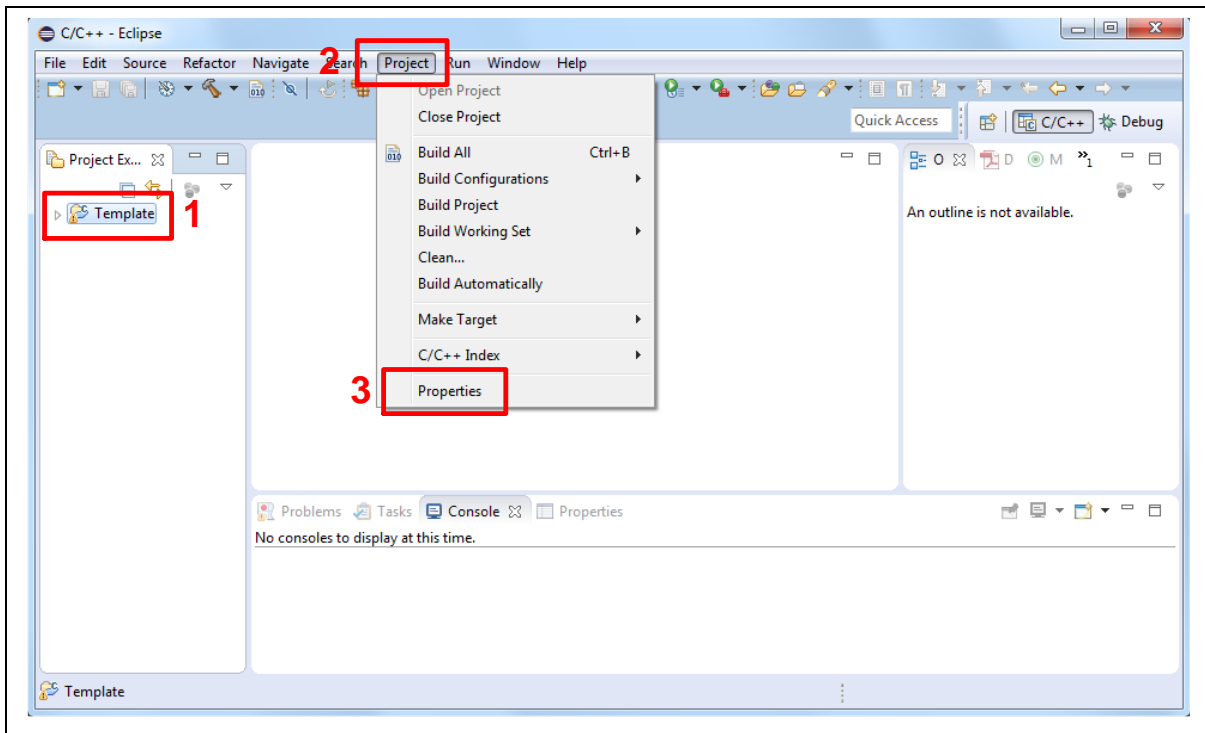 C/C++ - Eclipse
File Edit Source Refactor Navigate Search Project Run Window Help
2
Open Project
Close Project
Quick Access
C/C++
Debug
Project Ex...
Build All Ctrl+B
Build Configurations
Build Project
Build Working Set
Clean...
Build Automatically
Make Target
C/C++ Index
Properties
3
O
D
M
»1
Template
1
An outline is not available.
Problems
Tasks
Console
Properties
No consoles to display at this time.
Template